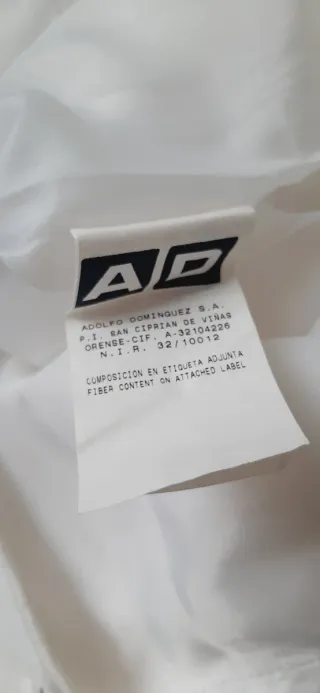 AD
ADOLFO DOMINGUEZ S.A.
P.I. SAN CIPRIAN DE VIÑAS
ORENSE-CIF. A-32104226
N.I.R. 32/10012
COMPOSICION EN ETIQUETA ADJUNTA
FIBER CONTENT ON ATTACHED LABEL